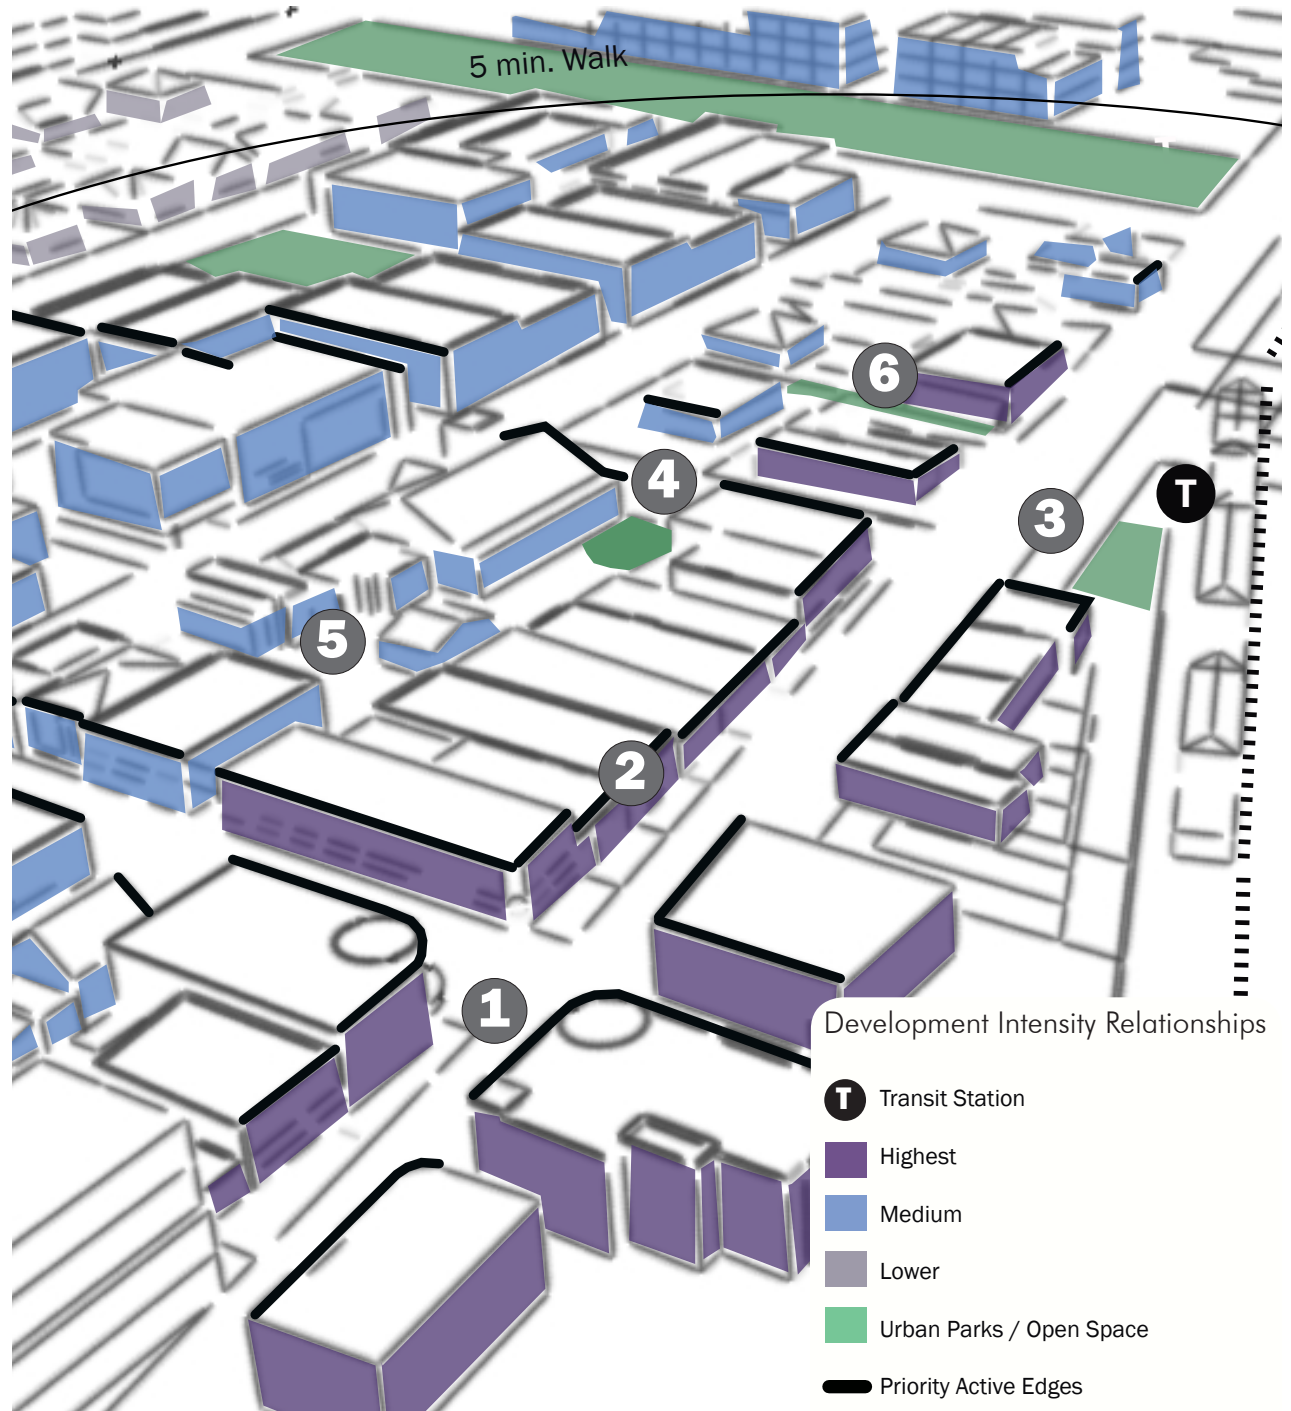 5 min. Walk
6
4
3
T
5
2
1
Development Intensity Relationships
T Transit Station
Highest
Medium
Lower
Urban Parks / Open Space
Priority Active Edges